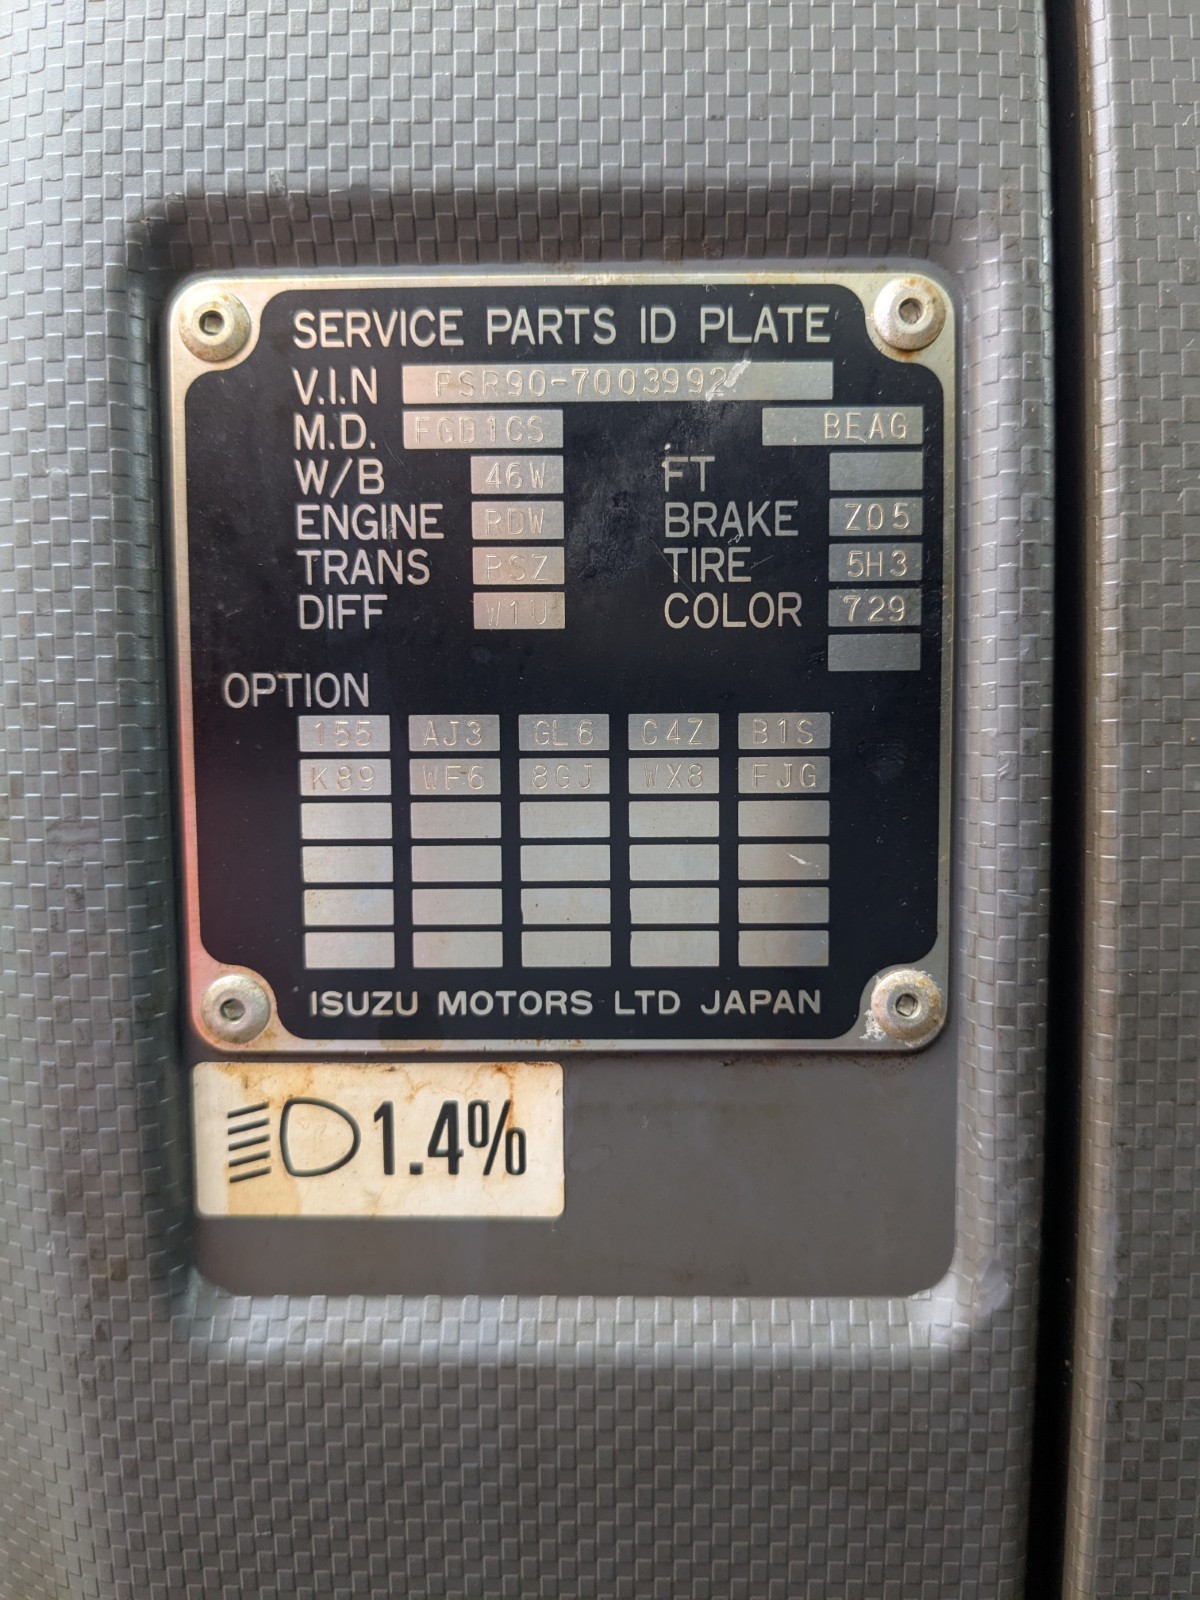 SERVICE PARTS ID PLATE
V.I.N FSR90-7003992
M.D. FGD1CS BEAG
W/B 46W FT
ENGINE RDW BRAKE Z05
TRANS PSZ TIRE 5H3
DIFF W1U COLOR 729
OPTION
155 AJ3 GL6 C4Z B1S
K89 WF6 8GJ WX8 FJG
ISUZU MOTORS LTD JAPAN
1.4%